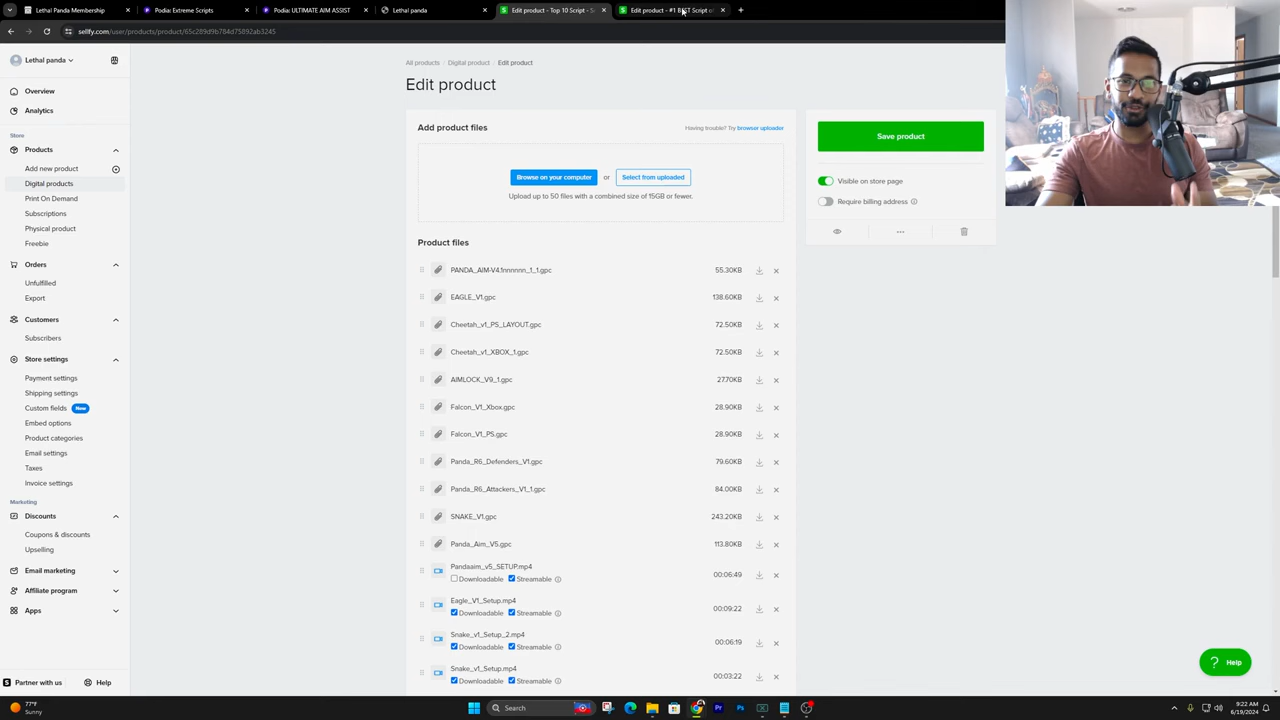 Lethal Panda Membership
Podia: Extreme Scripts
Podia: ULTIMATE AIM ASSIST
Lethal panda
Edit product – Top 10 Script - S
Edit product – #1 BEST Script of
sellfy.com/user/products/product/65c289d9b784d75892ab3245
Lethal panda
Overview
Analytics
Store
Products
Add new product
Digital products
Print On Demand
Subscriptions
Physical product
Freebie
Orders
Unfulfilled
Export
Customers
Subscribers
Store settings
Payment settings
Shipping settings
Custom fields New
Embed options
Product categories
Email settings
Taxes
Invoice settings
Marketing
Discounts
Coupons & discounts
Upselling
Email marketing
Affiliate program
Apps
Partner with us
Help
All products Digital product Edit product
Edit product
Add product files
Having trouble? Try browser uploader
Browse on your computer or Select from uploaded
Upload up to 50 files with a combined size of 15GB or fewer.
Product files
PANDA_AIM-V4.1nnnnnn_1_1.gpc 55.30KB
EAGLE_V1.gpc 138.60KB
Cheetah_v1_PS_LAYOUT.gpc 72.50KB
Cheetah_v1_XBOX_1.gpc 72.50KB
AIMLOCK_V9_1.gpc 27.70KB
Falcon_V1_Xbox.gpc 28.90KB
Falcon_V1_PS.gpc 28.90KB
Panda_R6_Defenders_V1.gpc 79.60KB
Panda_R6_Attackers_V1_1.gpc 84.00KB
SNAKE_V1.gpc 243.20KB
Panda_Aim_V5.gpc 113.80KB
Pandaaim_v5_SETUP.mp4
Downloadable Streamable 00:06:49
Eagle_V1_Setup.mp4
Downloadable Streamable 00:09:22
Snake_v1_Setup_2.mp4
Downloadable Streamable 00:06:19
Snake_v1_Setup.mp4
Downloadable Streamable 00:03:22
Save product
Visible on store page
Require billing address
Help
77°F
Sunny
Search
9:22 AM
6/19/2024